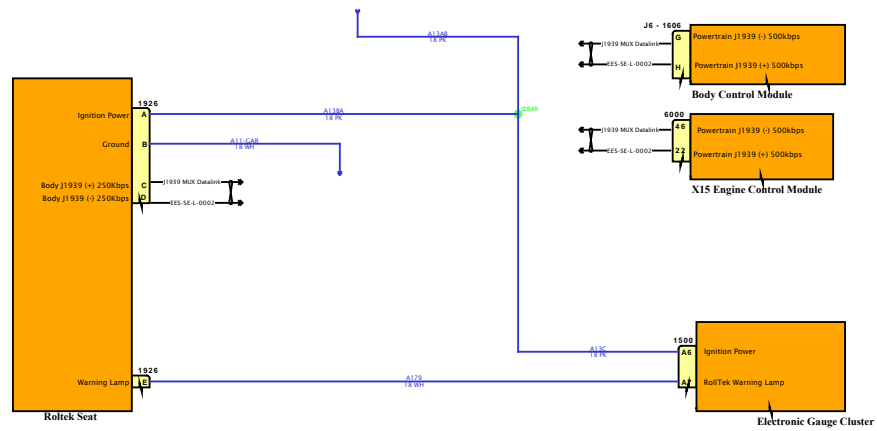 A13AB
18 PK
J6 - 1606
G
Powertrain J1939 (-) 500kbps
J1939 MUX Datalink
EES-SE-L-0002
H
Powertrain J1939 (+) 500kbps
Body Control Module
1926
Ignition Power
A
A13BA
18 PK
6000
46
Powertrain J1939 (-) 500kbps
J1939 MUX Datalink
EES-SE-L-0002
22
Powertrain J1939 (+) 500kbps
X15 Engine Control Module
Ground
B
A11-GAR
18 WH
Body J1939 (+) 250Kbps
C
J1939 MUX Datalink
Body J1939 (-) 250Kbps
D
EES-SE-L-0002
1500
A13C
18 PK
A6
Ignition Power
1926
Warning Lamp
E
A179
18 WH
RollTek Warning Lamp
Roltek Seat
Electronic Gauge Cluster